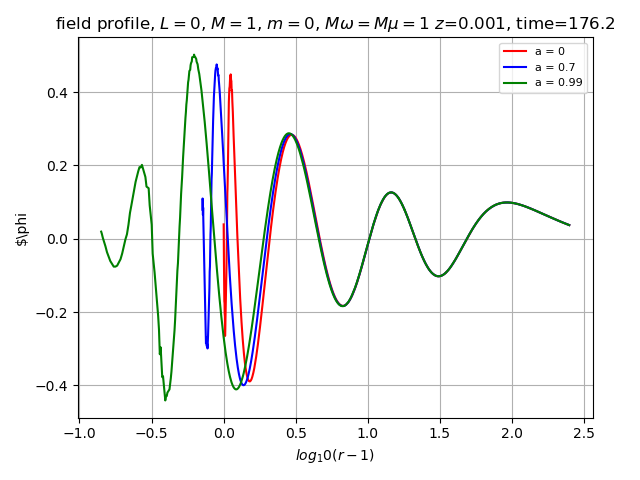 field profile, L = 0, M = 1, m = 0, Mω = Mμ = 1 z=0.001, time=176.2
a = 0
a = 0.7
a = 0.99
$\phi
0.4
0.2
0.0
−0.2
−0.4
−1.0 −0.5 0.0 0.5 1.0 1.5 2.0 2.5
log₁0(r − 1)